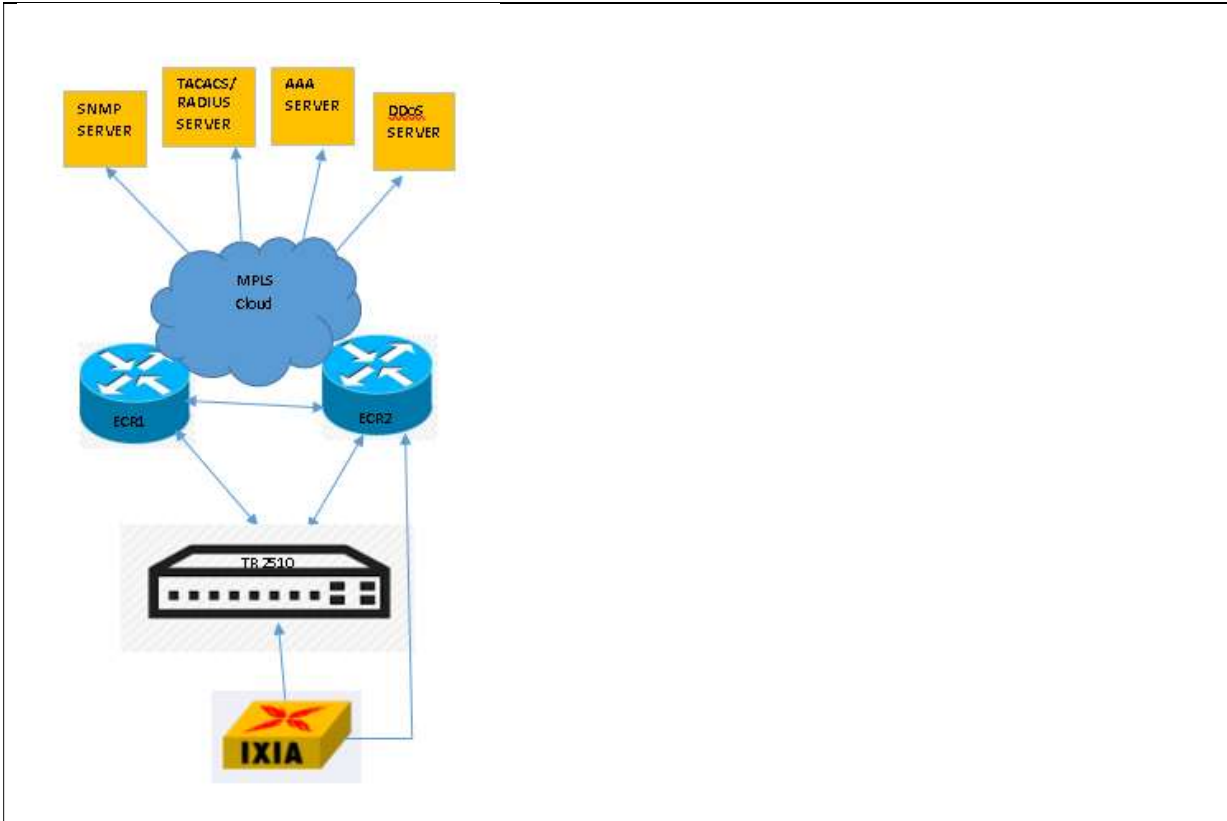 SNMP
SERVER
TACACS/
RADIUS
SERVER
AAA
SERVER
DDoS
SERVER
MPLS
Cloud
ECR1
ECR2
TR 7510
IXIA